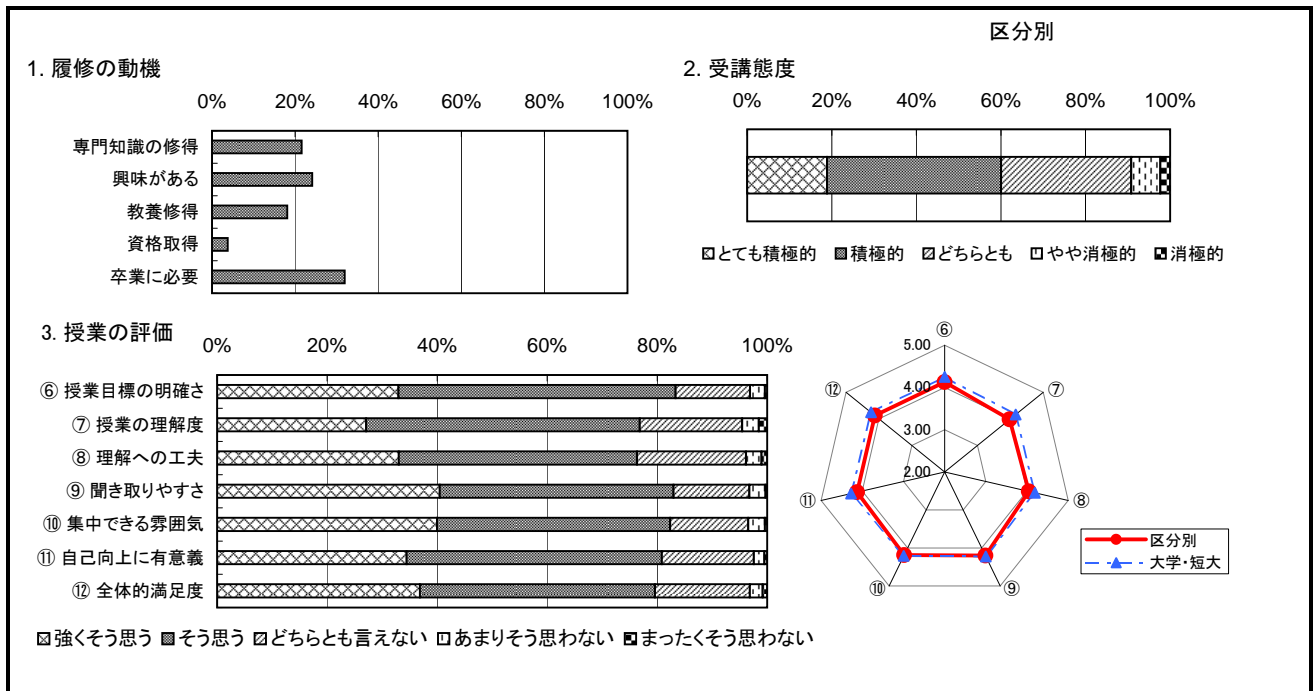 区分別
1. 履修の動機
0% 20% 40% 60% 80% 100%
専門知識の修得
興味がある
教養修得
資格取得
卒業に必要
2. 受講態度
0% 20% 40% 60% 80% 100%
とても積極的 積極的 どちらとも やや消極的 消極的
3. 授業の評価
0% 20% 40% 60% 80% 100%
⑥ 授業目標の明確さ
⑦ 授業の理解度
⑧ 理解への工夫
⑨ 聞き取りやすさ
⑩ 集中できる雰囲気
⑪ 自己向上に有意義
⑫ 全体的満足度
強くそう思う そう思う どちらとも言えない あまりそう思わない まったくそう思わない
⑥
5.00
⑫ 4.00 ⑦
3.00
2.00
⑪ ⑧
⑩ ⑨
区分別
大学・短大